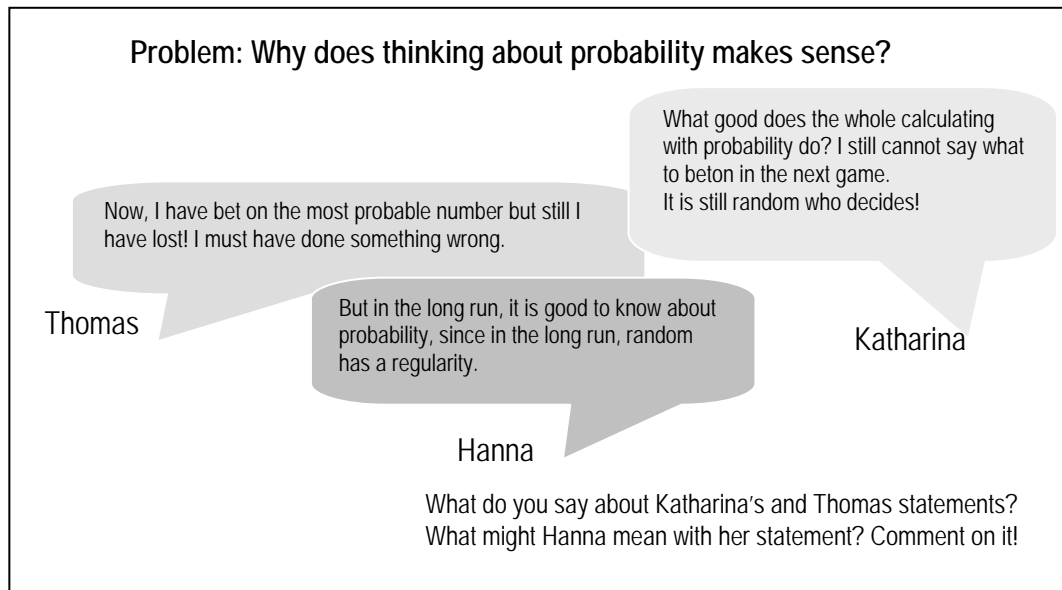 Problem: Why does thinking about probability makes sense?
What good does the whole calculating
with probability do? I still cannot say what
to beton in the next game.
It is still random who decides!
Now, I have bet on the most probable number but still I
have lost! I must have done something wrong.
Thomas
But in the long run, it is good to know about
probability, since in the long run, random
has a regularity.
Katharina
Hanna
What do you say about Katharina’s and Thomas statements?
What might Hanna mean with her statement? Comment on it!